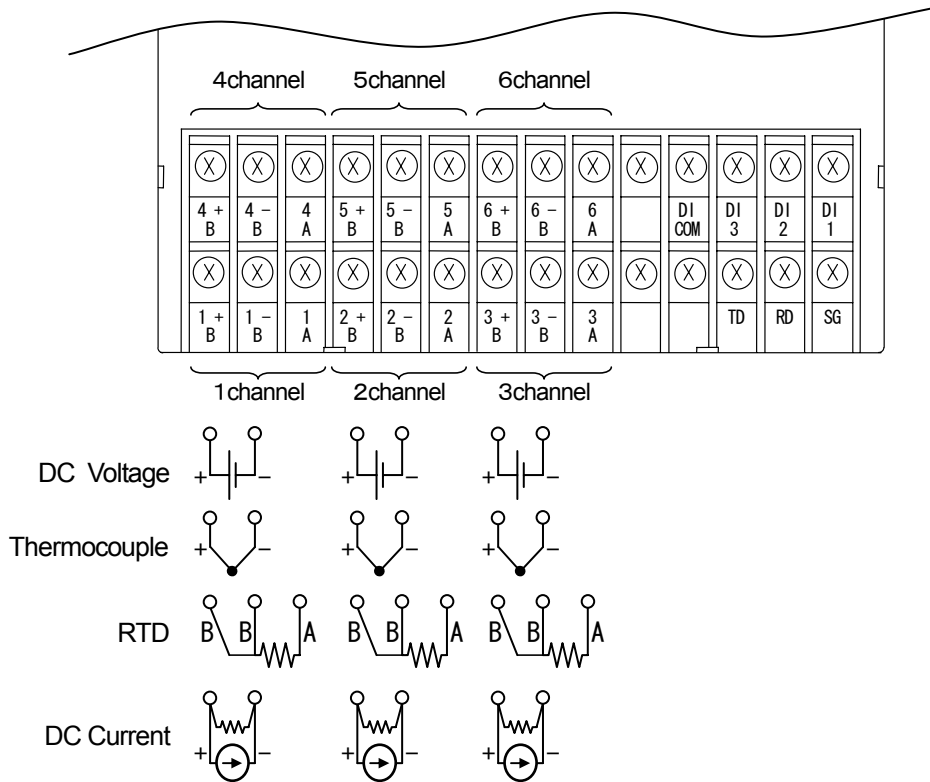 4channel 5channel 6channel
4 + 4 − 4 5 + 5 − 5 6 + 6 − 6 DI DI DI DI
B B A B B A B B A COM 3 2 1
1 + 1 − 1 2 + 2 − 2 3 + 3 − 3 TD RD SG
B B A B B A B B A
1channel 2channel 3channel
DC Voltage + − + − + −
Thermocouple + − + − + −
RTD B B A B B A B B A
DC Current + − + − + −